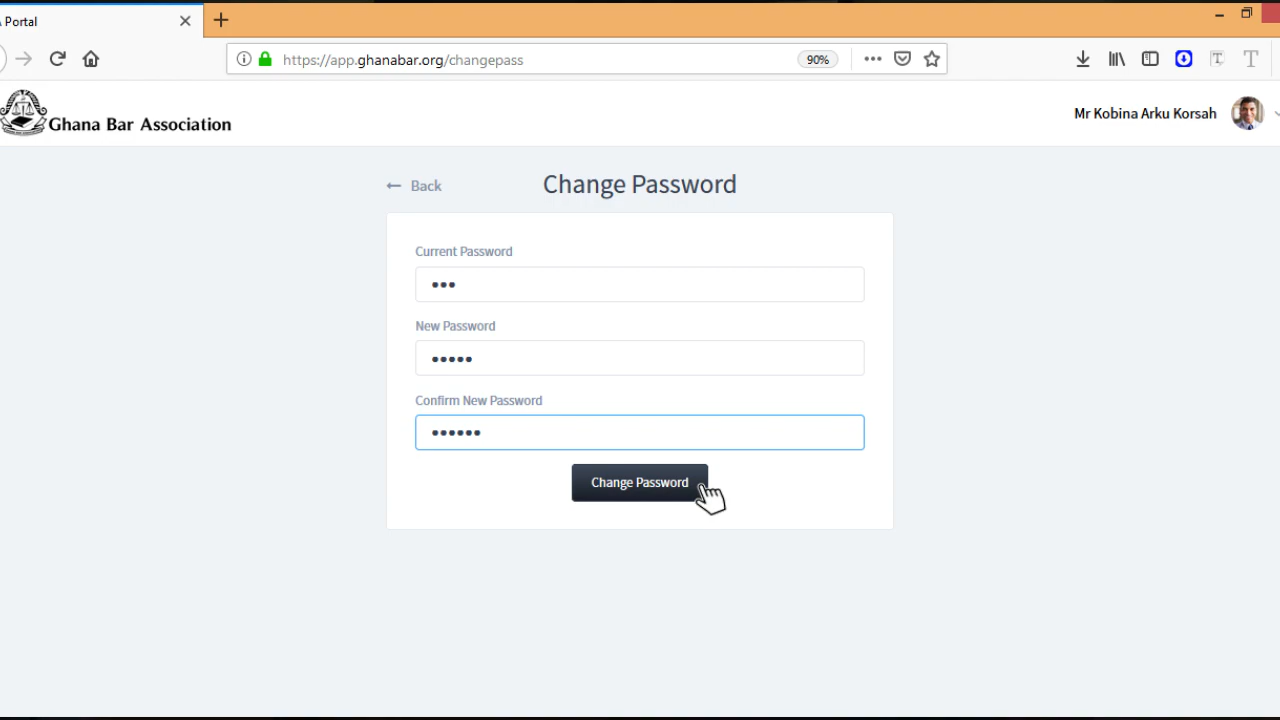 Portal
https://app.ghanabar.org/changepass
90%
Ghana Bar Association
Mr Kobina Arku Korsah
← Back
Change Password
Current Password
•••
New Password
•••••
Confirm New Password
••••••
Change Password